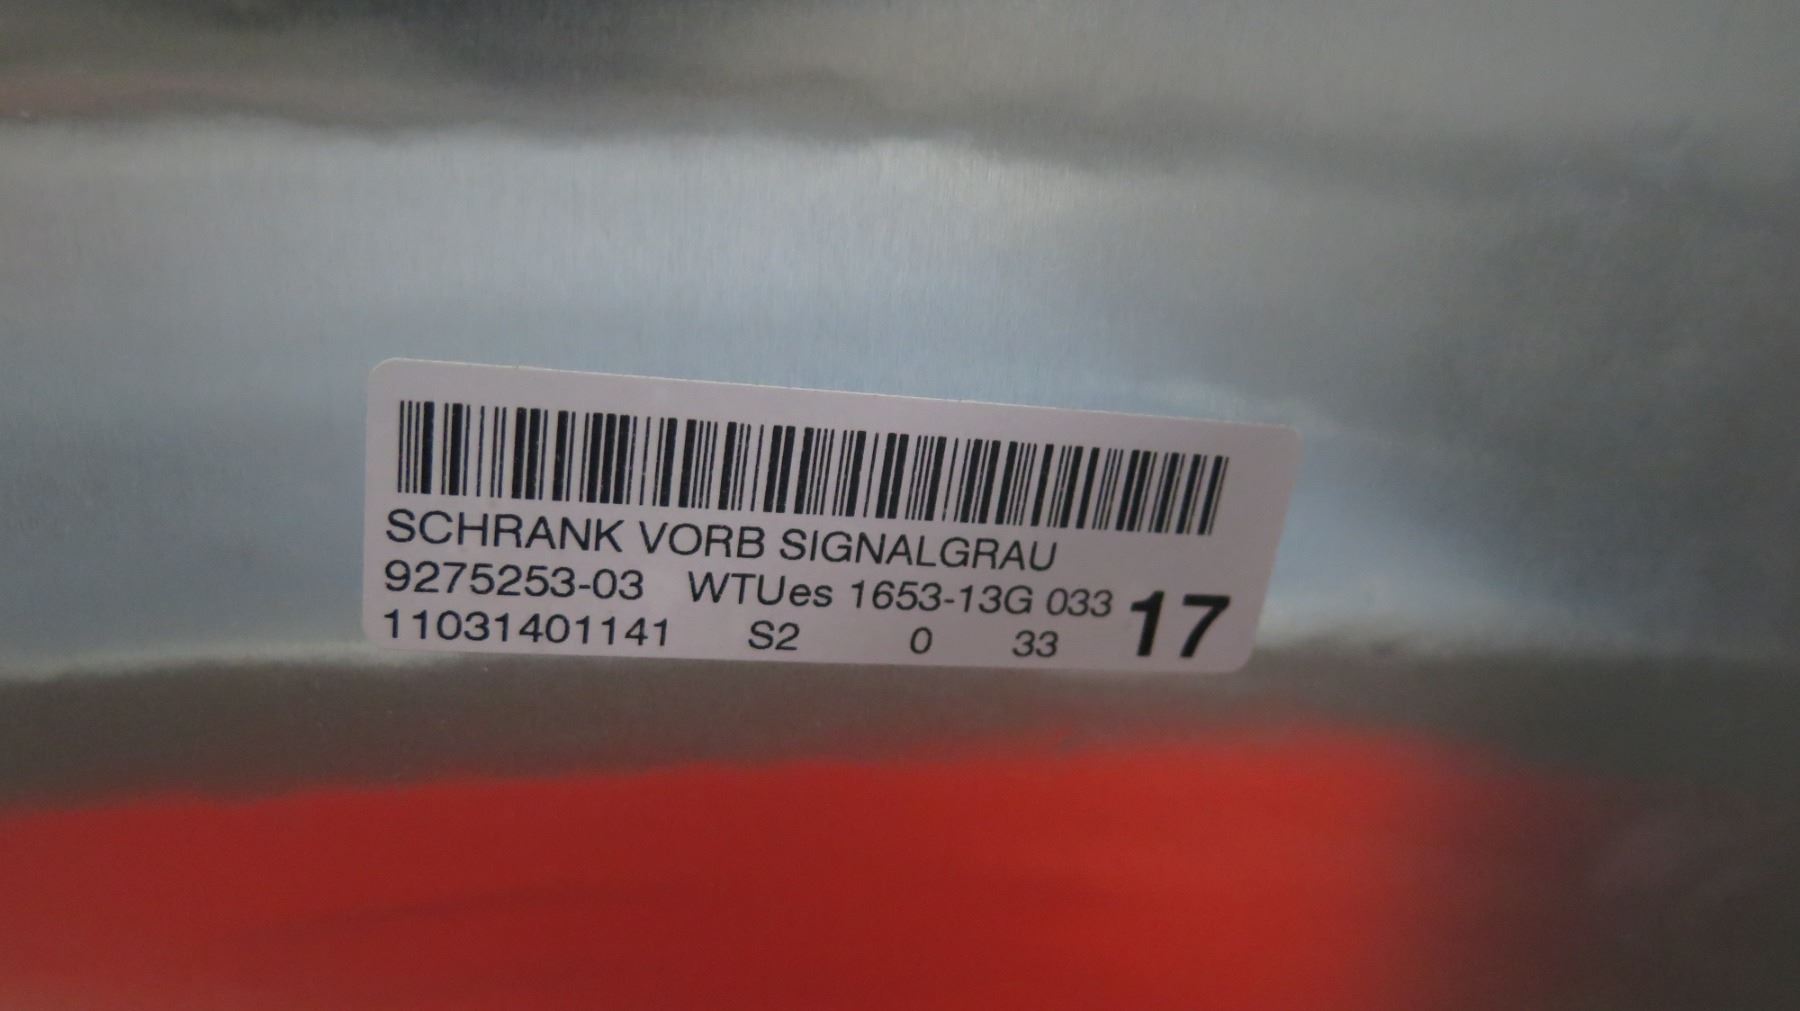 SCHRANK VORB SIGNALGRAU
9275253-03 WTUes 1653-13G 033 17
11031401141 S2 0 33